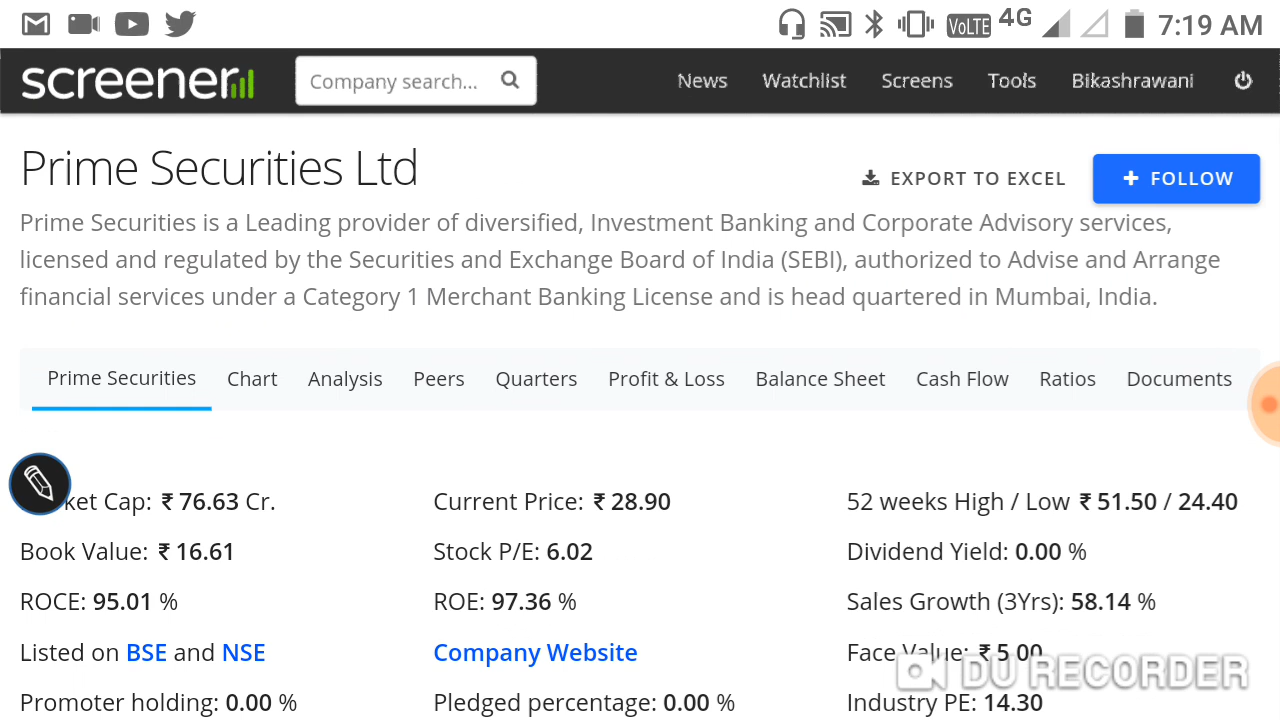 VoLTE 4G 7:19 AM
screener Company search... News Watchlist Screens Tools Bikashrawani
Prime Securities Ltd
EXPORT TO EXCEL + FOLLOW
Prime Securities is a Leading provider of diversified, Investment Banking and Corporate Advisory services,
licensed and regulated by the Securities and Exchange Board of India (SEBI), authorized to Advise and Arrange
financial services under a Category 1 Merchant Banking License and is head quartered in Mumbai, India.
Prime Securities Chart Analysis Peers Quarters Profit & Loss Balance Sheet Cash Flow Ratios Documents
ket Cap: ₹ 76.63 Cr. Current Price: ₹ 28.90 52 weeks High / Low ₹ 51.50 / 24.40
Book Value: ₹ 16.61 Stock P/E: 6.02 Dividend Yield: 0.00 %
ROCE: 95.01 % ROE: 97.36 % Sales Growth (3Yrs): 58.14 %
Listed on BSE and NSE Company Website Face Value: ₹ 5.00
DU RECORDER
Promoter holding: 0.00 % Pledged percentage: 0.00 % Industry PE: 14.30